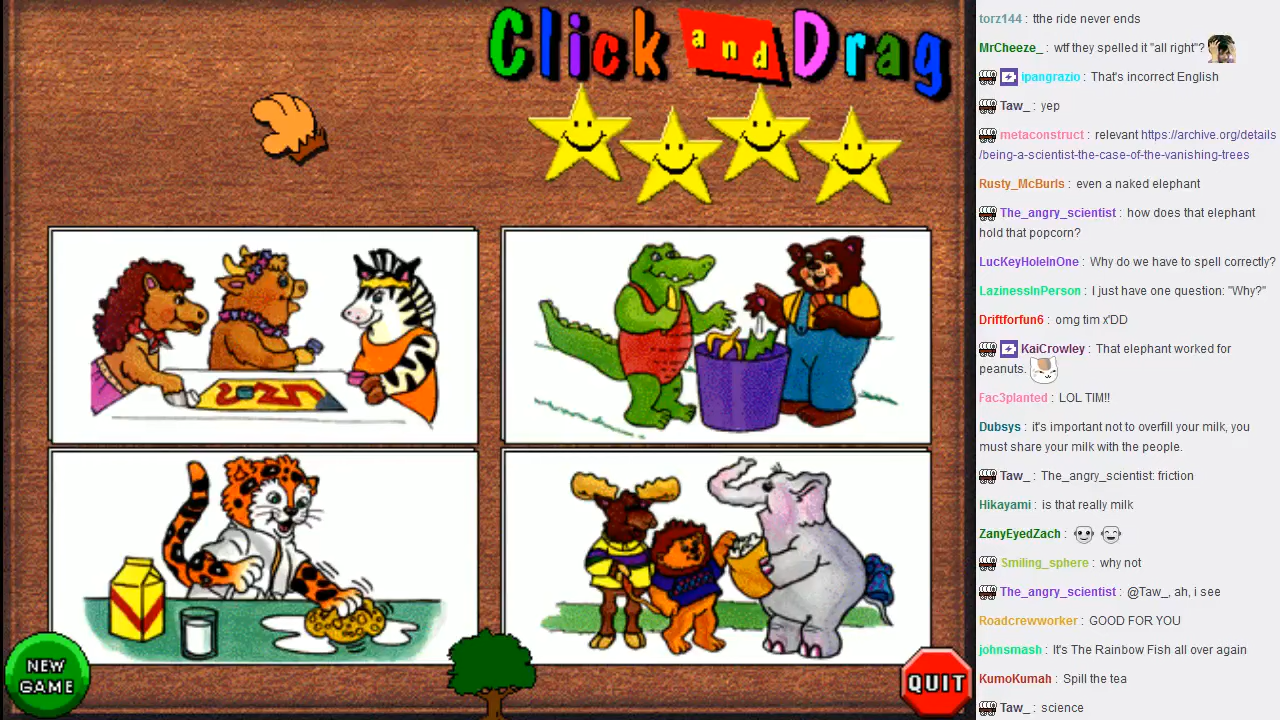 Click and Drag
NEW
GAME
QUIT
torz144 : tthe ride never ends
MrCheeze_ : wtf they spelled it "all right"?
ipangrazio : That's incorrect English
Taw_ : yep
metaconstruct : relevant https://archive.org/details
/being-a-scientist-the-case-of-the-vanishing-trees
Rusty_McBurls : even a naked elephant
The_angry_scientist : how does that elephant
hold that popcorn?
LucKeyHoleInOne : Why do we have to spell correctly?
LazinessInPerson : I just have one question: "Why?"
Driftforfun6 : omg tim x'DD
KaiCrowley : That elephant worked for
peanuts.
Fac3planted : LOL TIM!!
Dubsys : it's important not to overfill your milk, you
must share your milk with the people.
Taw_ : The_angry_scientist: friction
Hikayami : is that really milk
ZanyEyedZach :
Smiling_sphere : why not
The_angry_scientist : @Taw_, ah, i see
Roadcrewworker : GOOD FOR YOU
johnsmash : It's The Rainbow Fish all over again
KumoKumah : Spill the tea
Taw_ : science